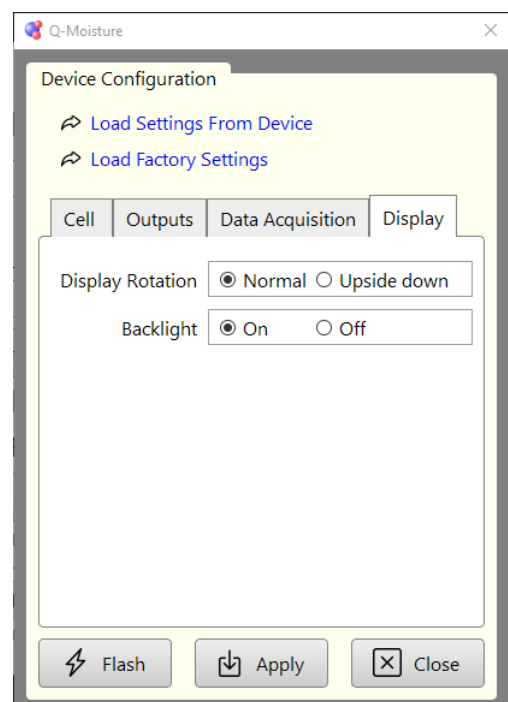 Q-Moisture
Device Configuration
Load Settings From Device
Load Factory Settings
Cell Outputs Data Acquisition Display
Display Rotation Normal Upside down
Backlight On Off
Flash Apply Close